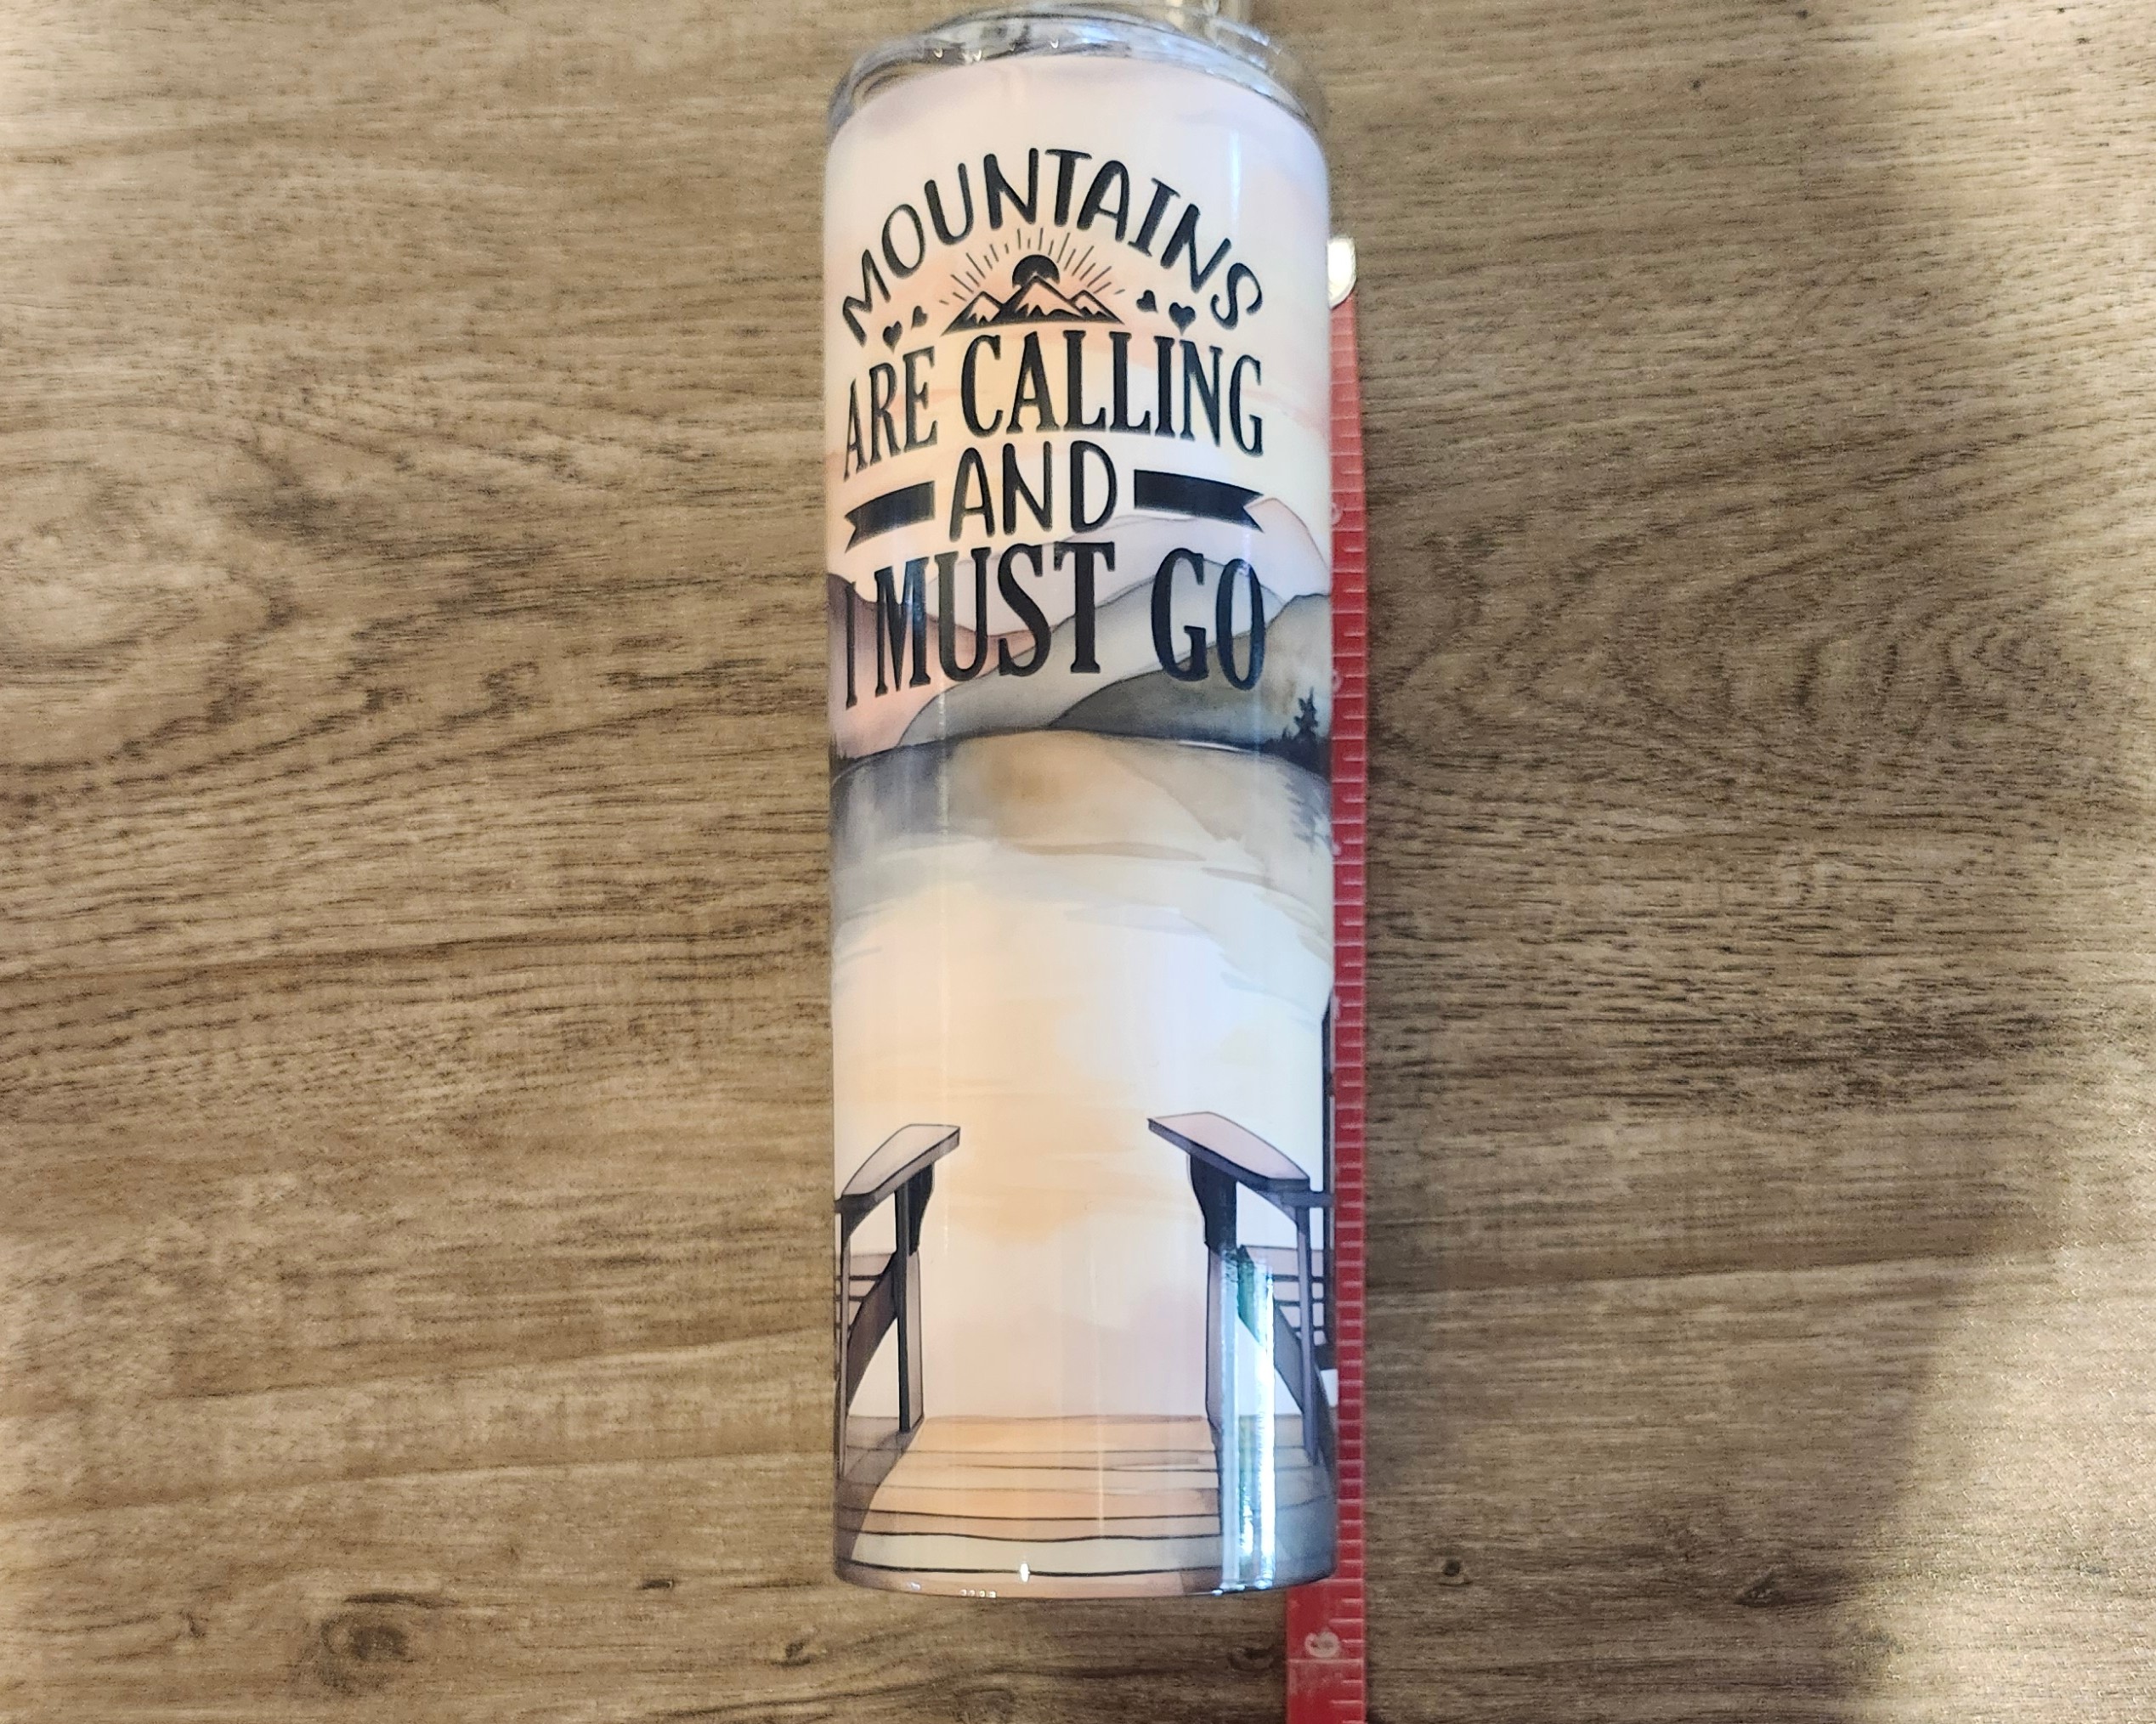 MOUNTAINS
ARE CALLING
AND
I MUST GO